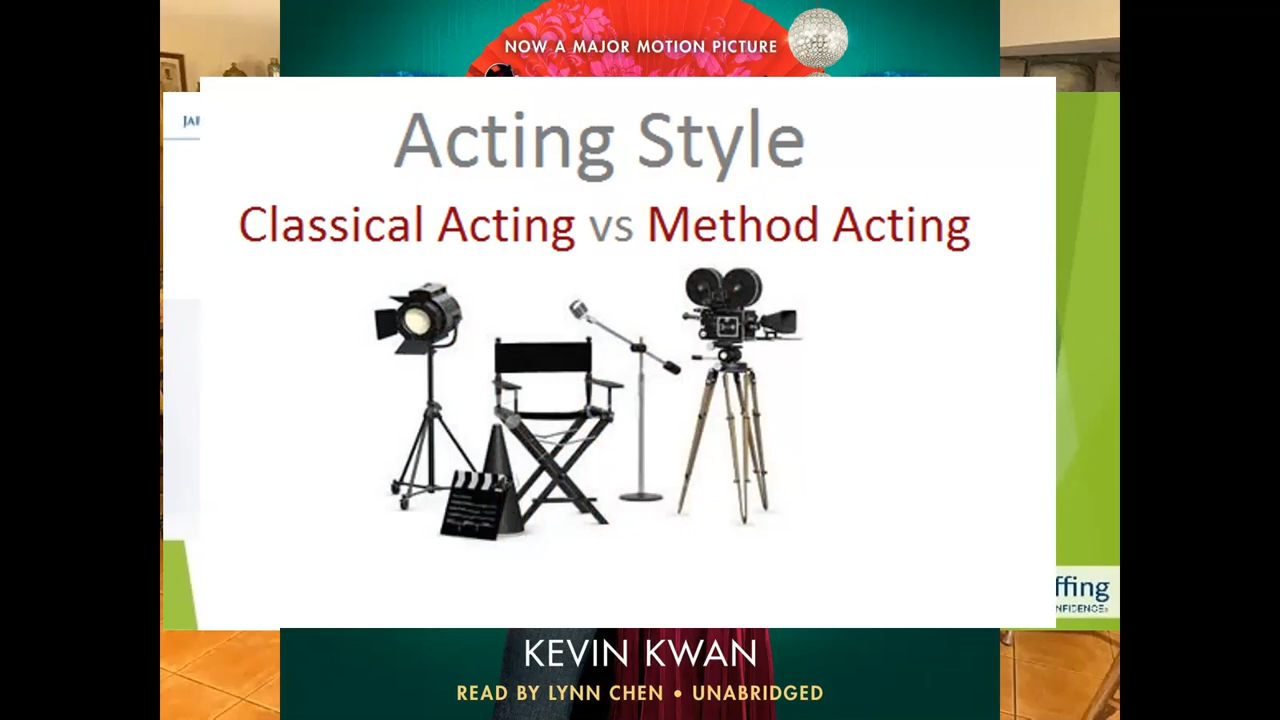 NOW A MAJOR MOTION PICTURE
Acting Style
Classical Acting vs Method Acting
KEVIN KWAN
READ BY LYNN CHEN • UNABRIDGED